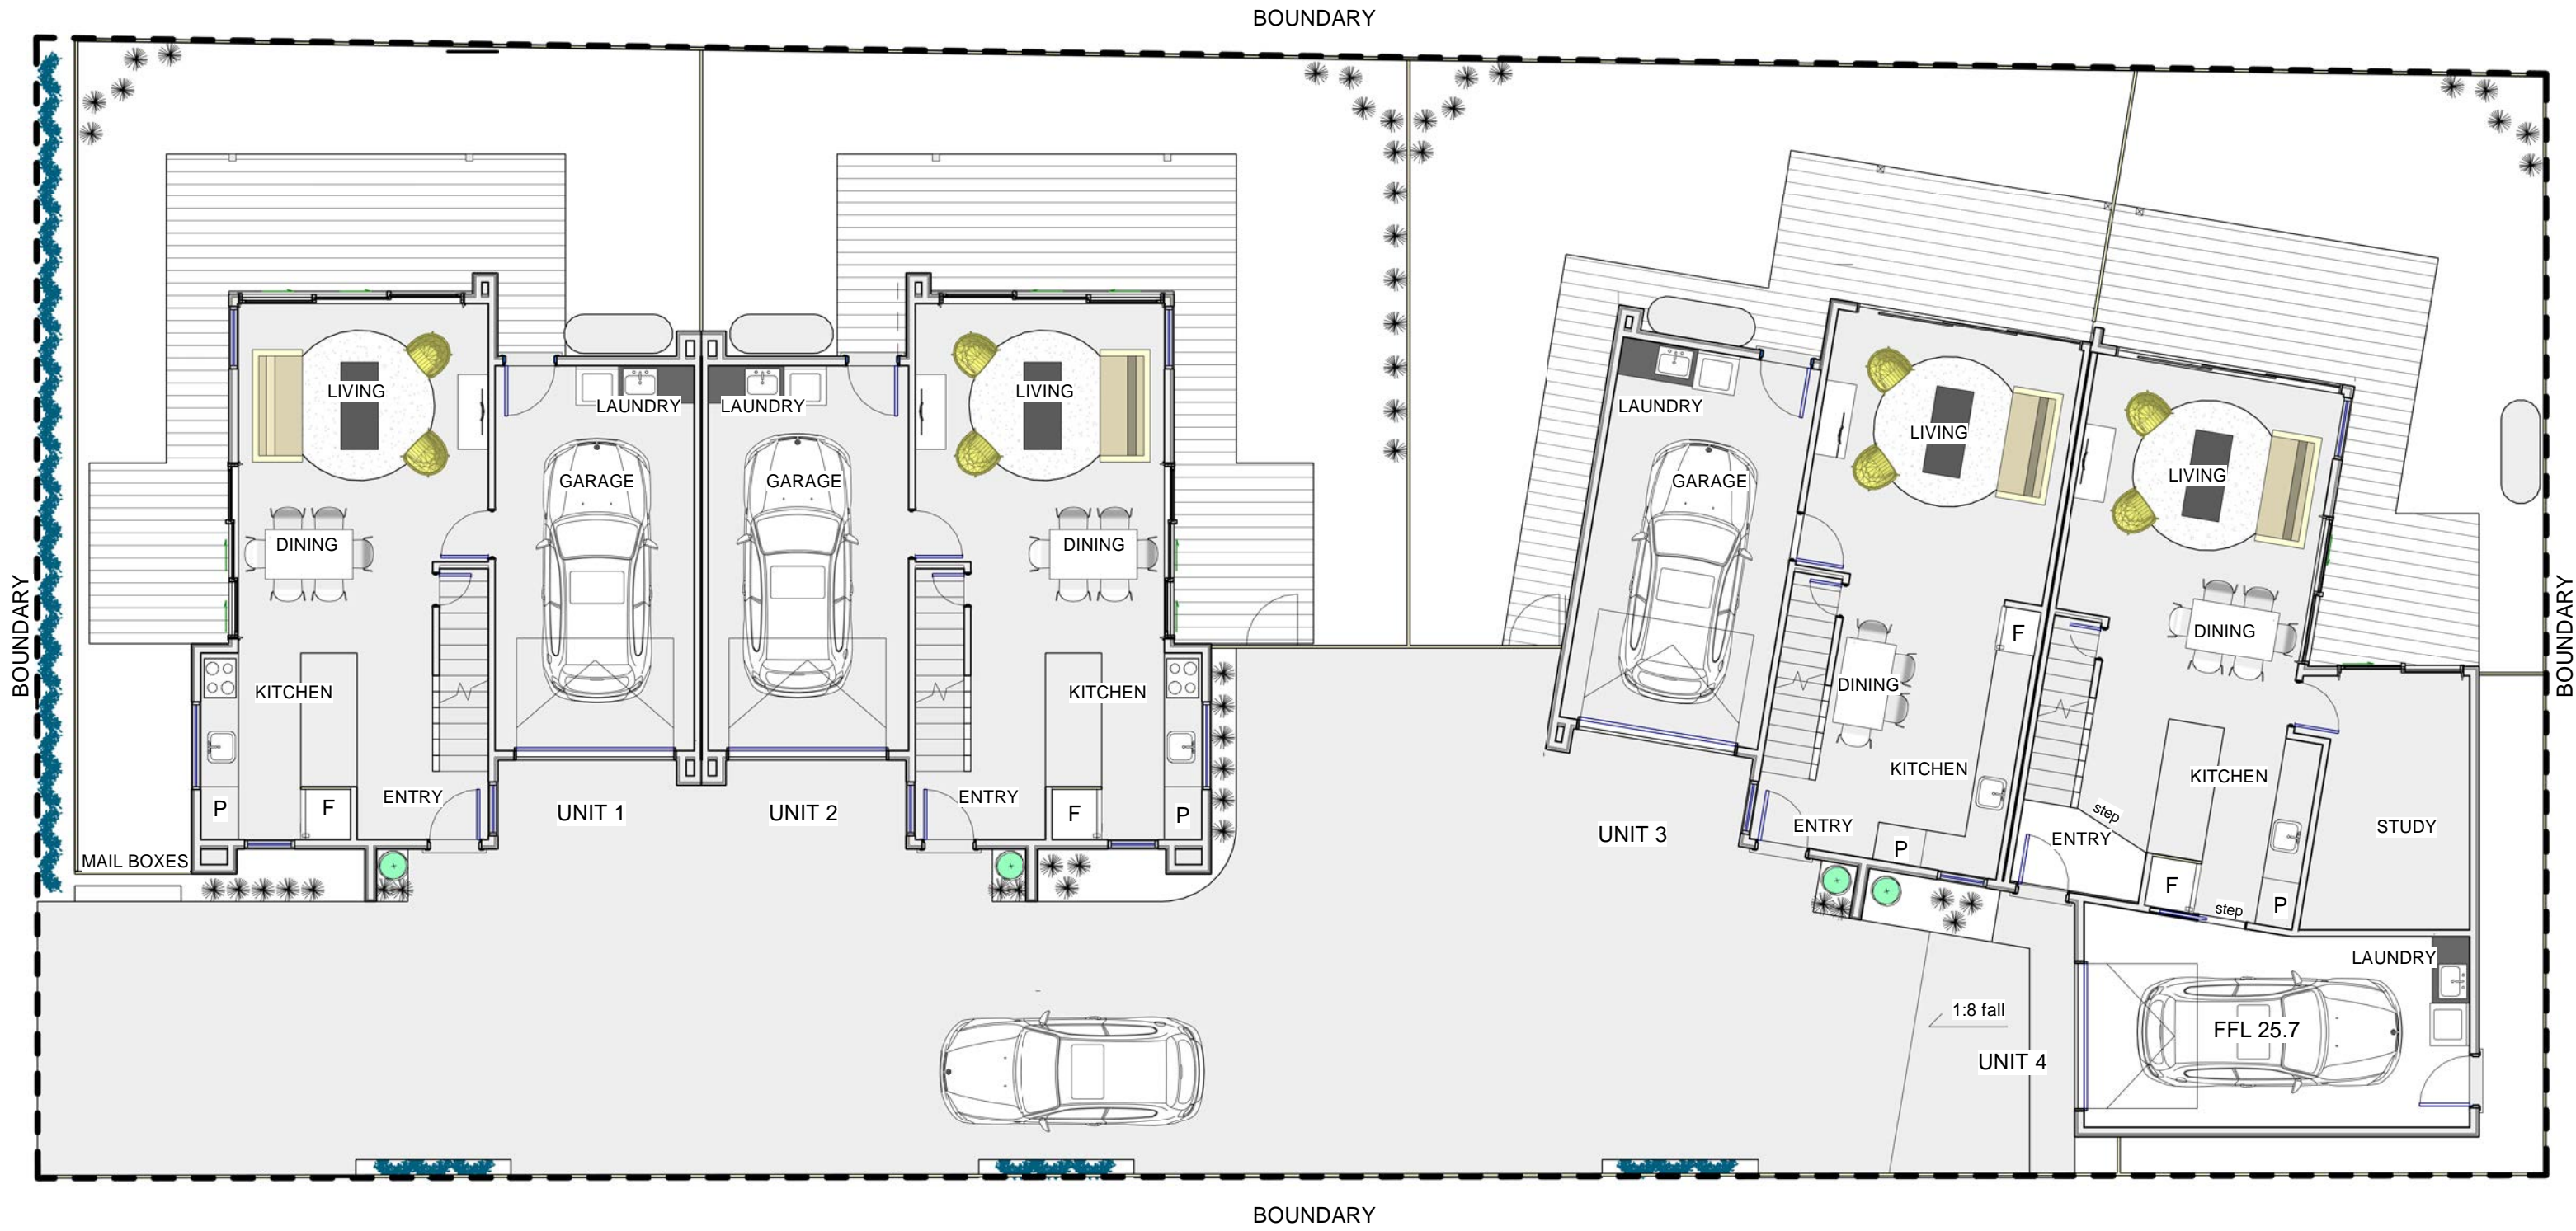 BOUNDARY
BOUNDARY
BOUNDARY
LIVING
LAUNDRY
LAUNDRY
LIVING
GARAGE
GARAGE
DINING
DINING
KITCHEN
KITCHEN
P
F
ENTRY
ENTRY
F
P
UNIT 1
UNIT 2
MAIL BOXES
LAUNDRY
LIVING
GARAGE
LIVING
F
DINING
DINING
KITCHEN
KITCHEN
UNIT 3
ENTRY
P
step
ENTRY
STUDY
F
step
P
LAUNDRY
1:8 fall
FFL 25.7
UNIT 4
BOUNDARY